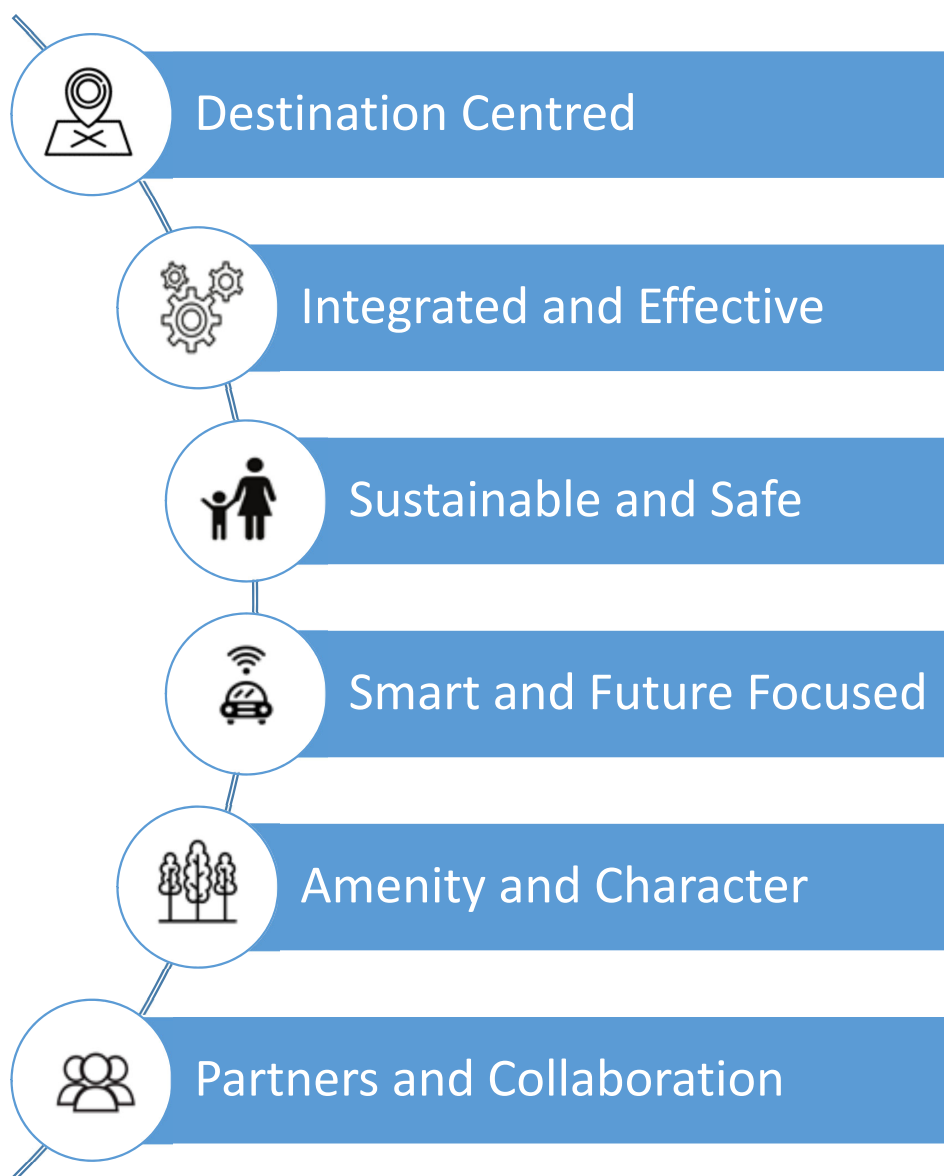 Destination Centred
Integrated and Effective
Sustainable and Safe
Smart and Future Focused
Amenity and Character
Partners and Collaboration